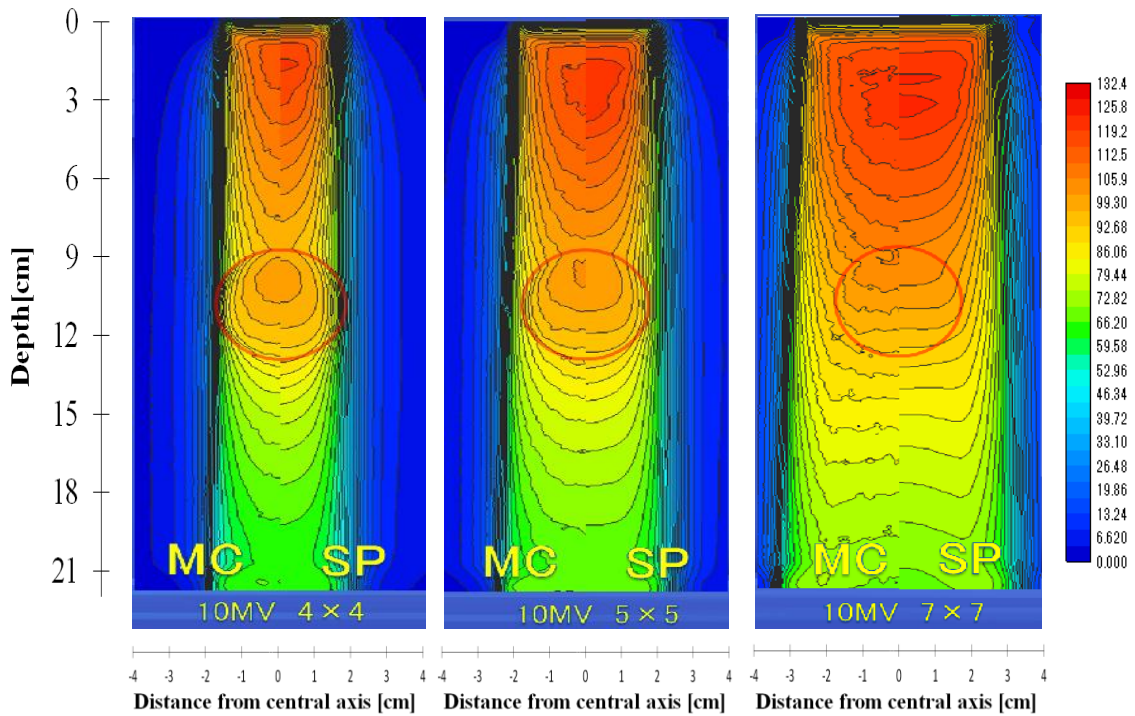 0
3
6
9
12
15
18
21
Depth[cm]
MC SP
10MV 4×4
MC SP
10MV 5×5
MC SP
10MV 7×7
132.4
125.8
119.2
112.5
105.9
99.30
92.68
86.06
79.44
72.82
66.20
59.58
52.96
46.34
39.72
33.10
26.48
19.86
13.24
6.620
0.000
-4 -3 -2 -1 0 1 2 3 4
Distance from central axis [cm]
-4 -3 -2 -1 0 1 2 3 4
Distance from central axis [cm]
-4 -3 -2 -1 0 1 2 3 4
Distance from central axis [cm]